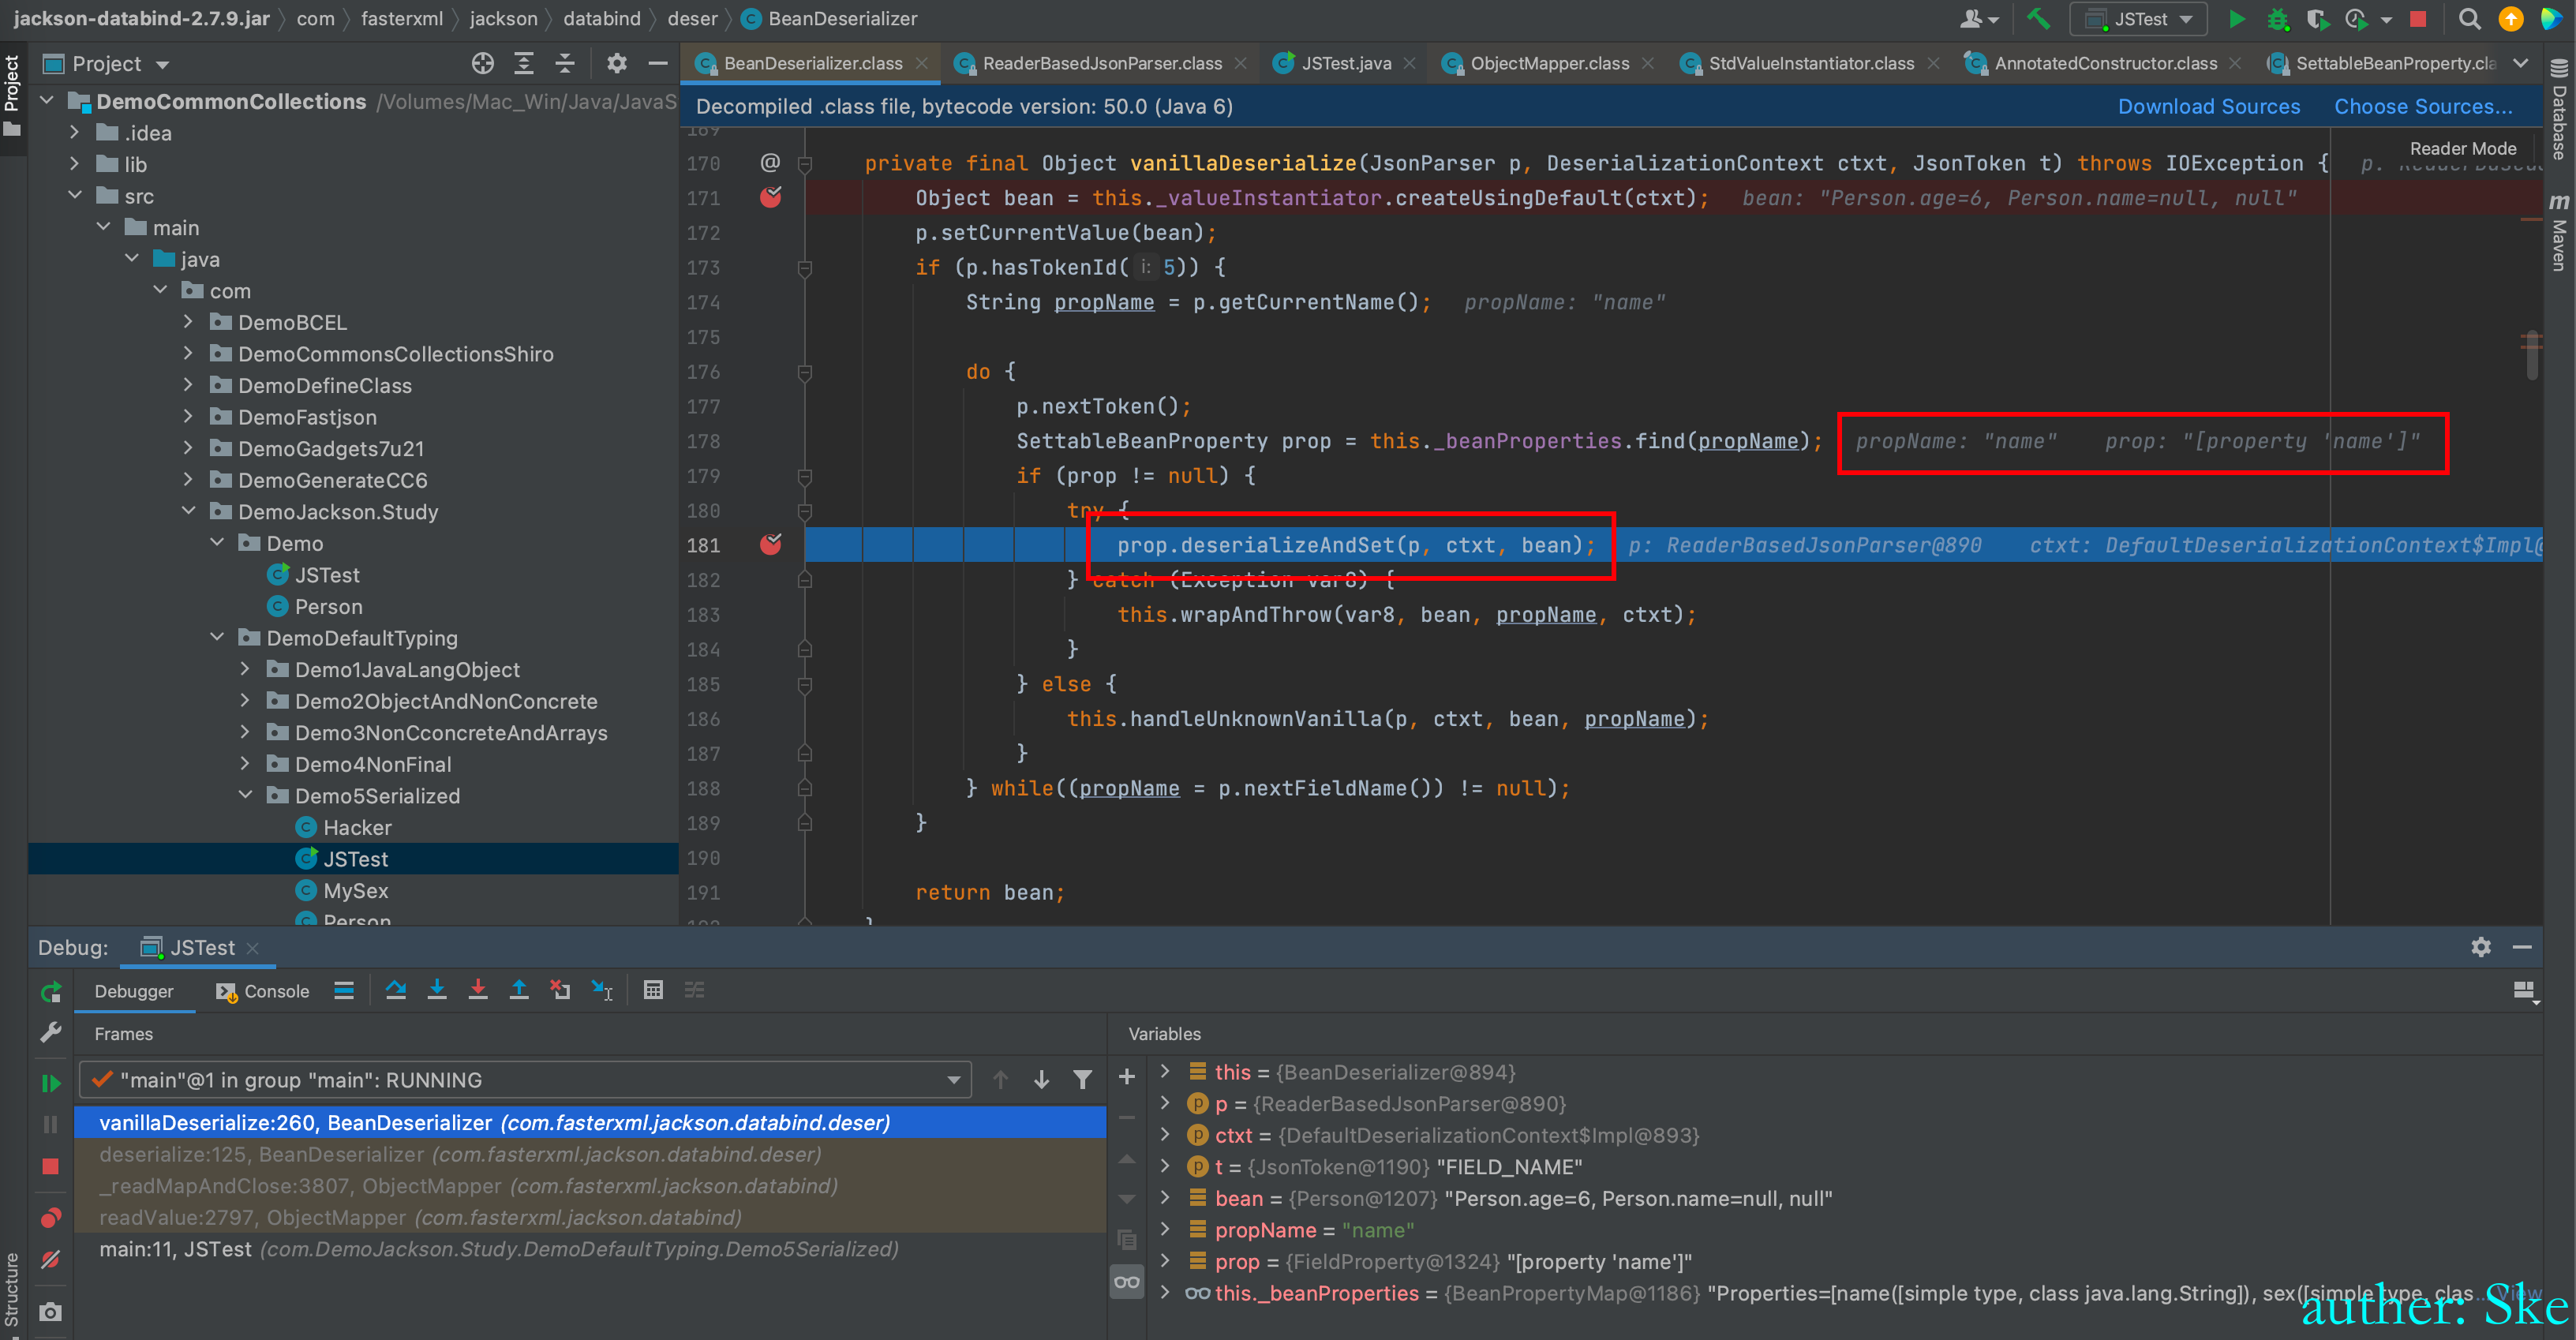 jackson-databind-2.7.9.jar com fasterxml jackson databind deser BeanDeserializer JSTest
Project
BeanDeserializer.class ReaderBasedJsonParser.class JSTest.java ObjectMapper.class StdValueInstantiator.class AnnotatedConstructor.class SettableBeanProperty.cla
Project
Database
Maven
Structure
DemoCommonCollections /Volumes/Mac_Win/Java/JavaS
.idea
lib
src
main
java
com
DemoBCEL
DemoCommonsCollectionsShiro
DemoDefineClass
DemoFastjson
DemoGadgets7u21
DemoGenerateCC6
DemoJackson.Study
Demo
JSTest
Person
DemoDefaultTyping
Demo1JavaLangObject
Demo2ObjectAndNonConcrete
Demo3NonCconcreteAndArrays
Demo4NonFinal
Demo5Serialized
Hacker
JSTest
MySex
Person
Decompiled .class file, bytecode version: 50.0 (Java 6) Download Sources Choose Sources...
Reader Mode
169
170 @ private final Object vanillaDeserialize(JsonParser p, DeserializationContext ctxt, JsonToken t) throws IOException {
171 Object bean = this._valueInstantiator.createUsingDefault(ctxt); bean: "Person.age=6, Person.name=null, null"
172 p.setCurrentValue(bean);
173 if (p.hasTokenId( i: 5)) {
174 String propName = p.getCurrentName(); propName: "name"
175
176 do {
177 p.nextToken();
178 SettableBeanProperty prop = this._beanProperties.find(propName); propName: "name" prop: "[property 'name']"
179 if (prop != null) {
180 try {
181 prop.deserializeAndSet(p, ctxt, bean); p: ReaderBasedJsonParser@890 ctxt: DefaultDeserializationContext$Impl@
182 } catch (Exception var8) {
183 this.wrapAndThrow(var8, bean, propName, ctxt);
184 }
185 } else {
186 this.handleUnknownVanilla(p, ctxt, bean, propName);
187 }
188 } while((propName = p.nextFieldName()) != null);
189 }
190
191 return bean;
Debug: JSTest
Debugger Console
Frames
"main"@1 in group "main": RUNNING
vanillaDeserialize:260, BeanDeserializer (com.fasterxml.jackson.databind.deser)
deserialize:125, BeanDeserializer (com.fasterxml.jackson.databind.deser)
_readMapAndClose:3807, ObjectMapper (com.fasterxml.jackson.databind)
readValue:2797, ObjectMapper (com.fasterxml.jackson.databind)
main:11, JSTest (com.DemoJackson.Study.DemoDefaultTyping.Demo5Serialized)
Variables
this = {BeanDeserializer@894}
p = {ReaderBasedJsonParser@890}
ctxt = {DefaultDeserializationContext$Impl@893}
t = {JsonToken@1190} "FIELD_NAME"
bean = {Person@1207} "Person.age=6, Person.name=null, null"
propName = "name"
prop = {FieldProperty@1324} "[property 'name']"
this._beanProperties = {BeanPropertyMap@1186} "Properties=[name([simple type, class java.lang.String]), sex([simple type, clas... View
auther: Ske